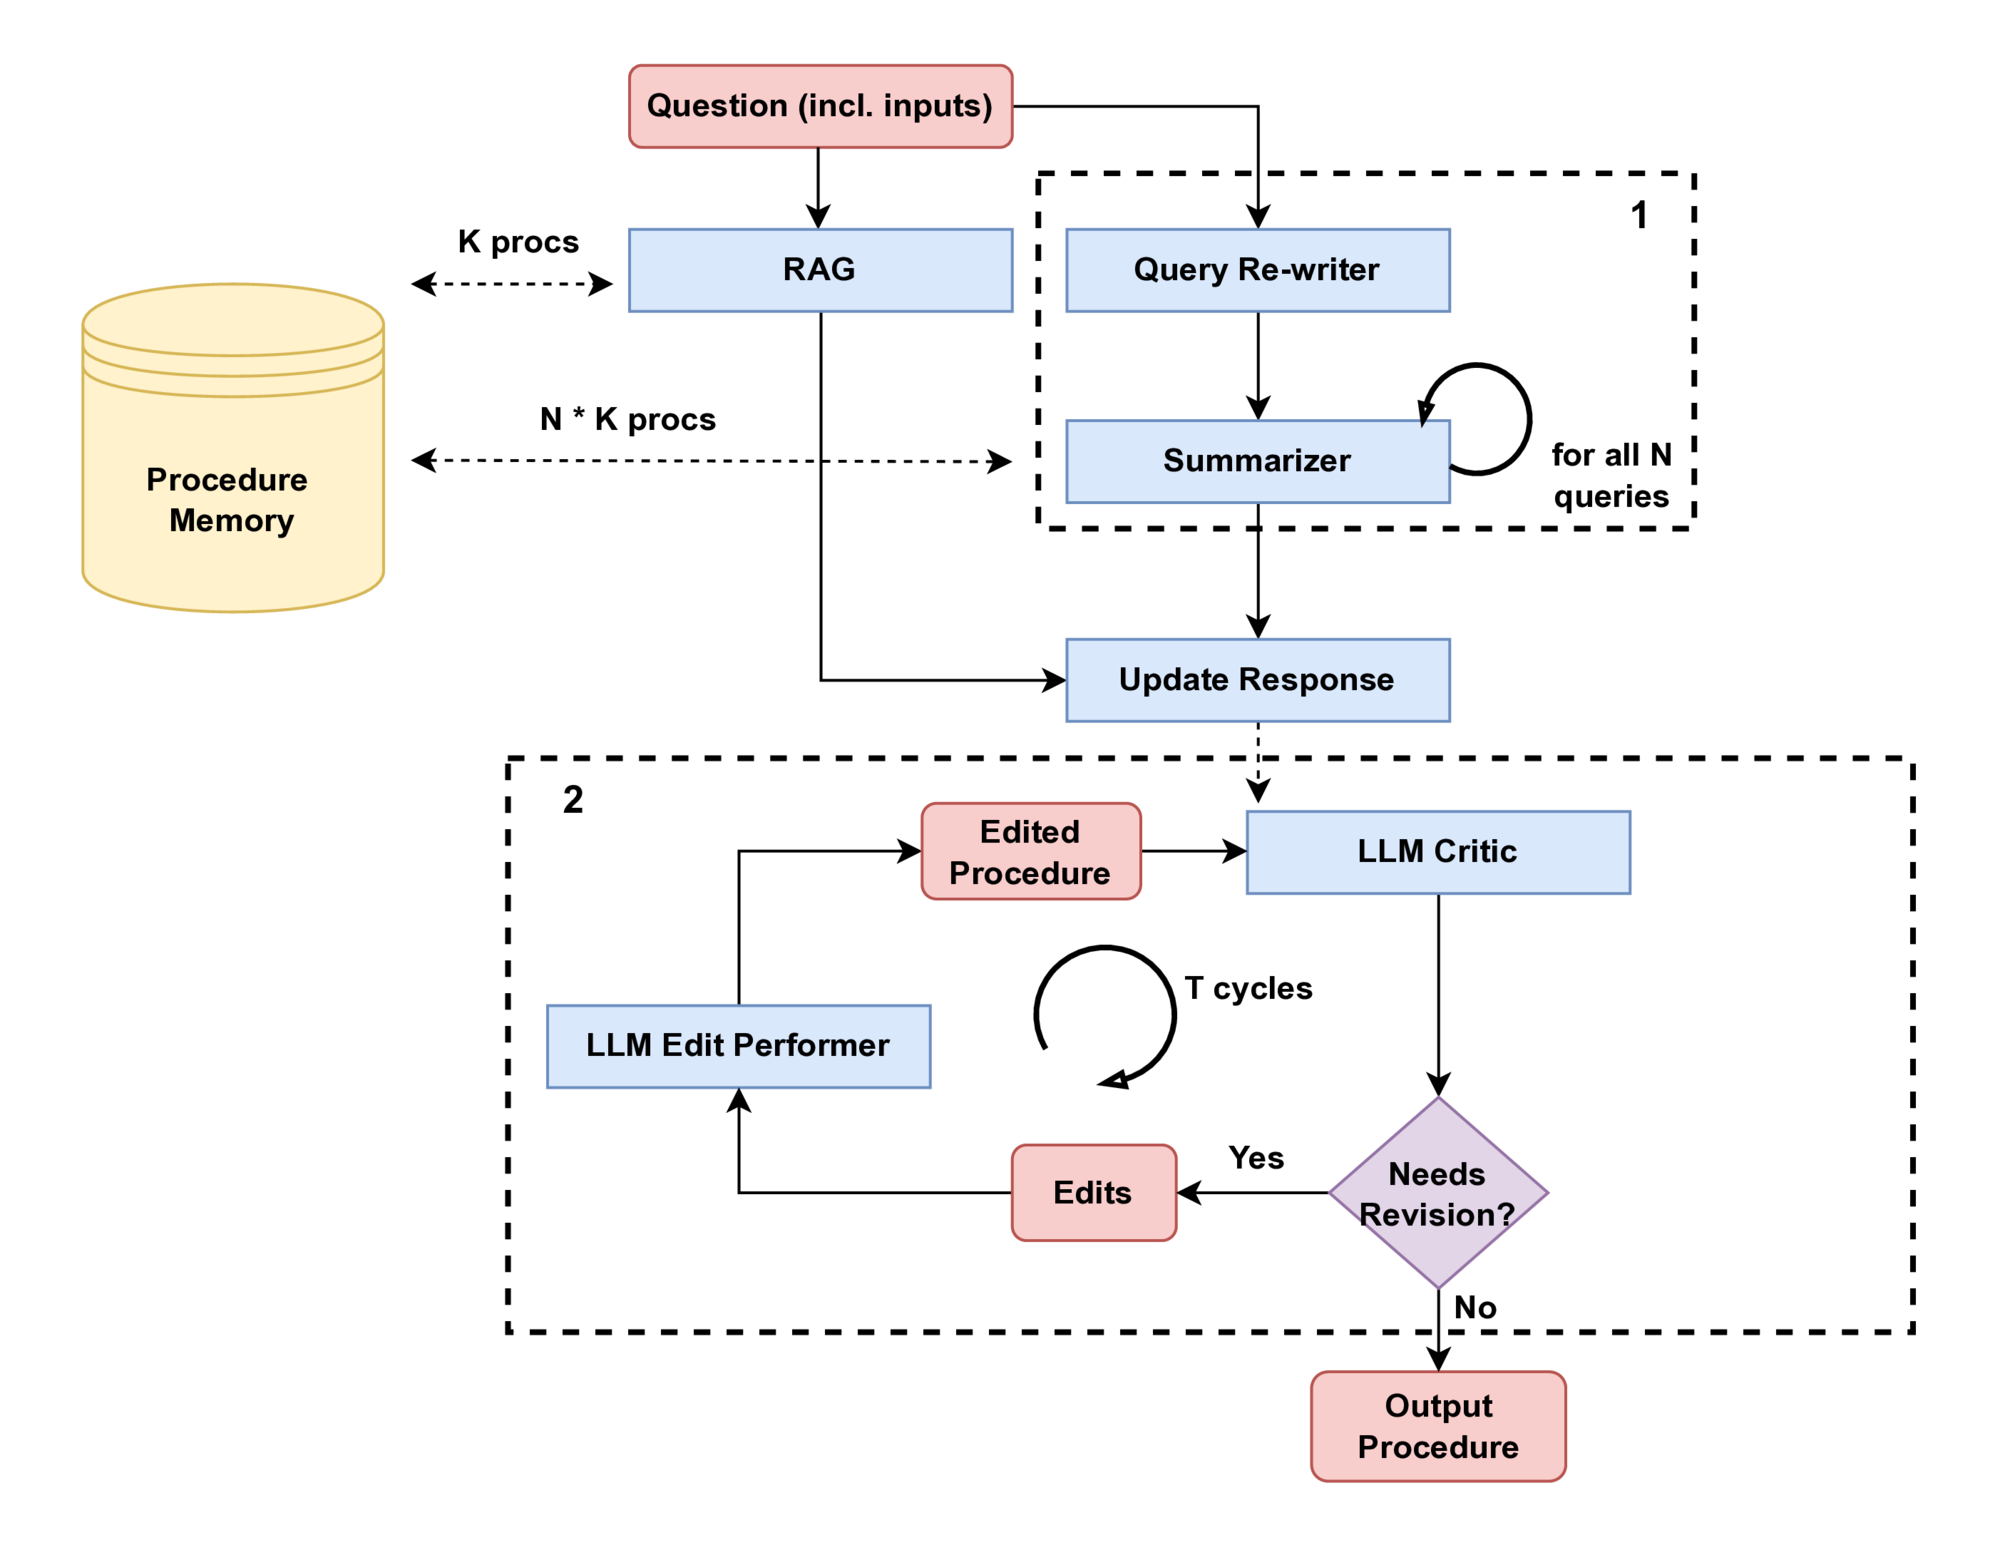 Question (incl. inputs)
1
K procs
RAG
Query Re-writer
N * K procs
Summarizer
for all N
queries
Procedure
Memory
Update Response
2
Edited
Procedure
LLM Critic
T cycles
LLM Edit Performer
Yes
Edits
Needs
Revision?
No
Output
Procedure